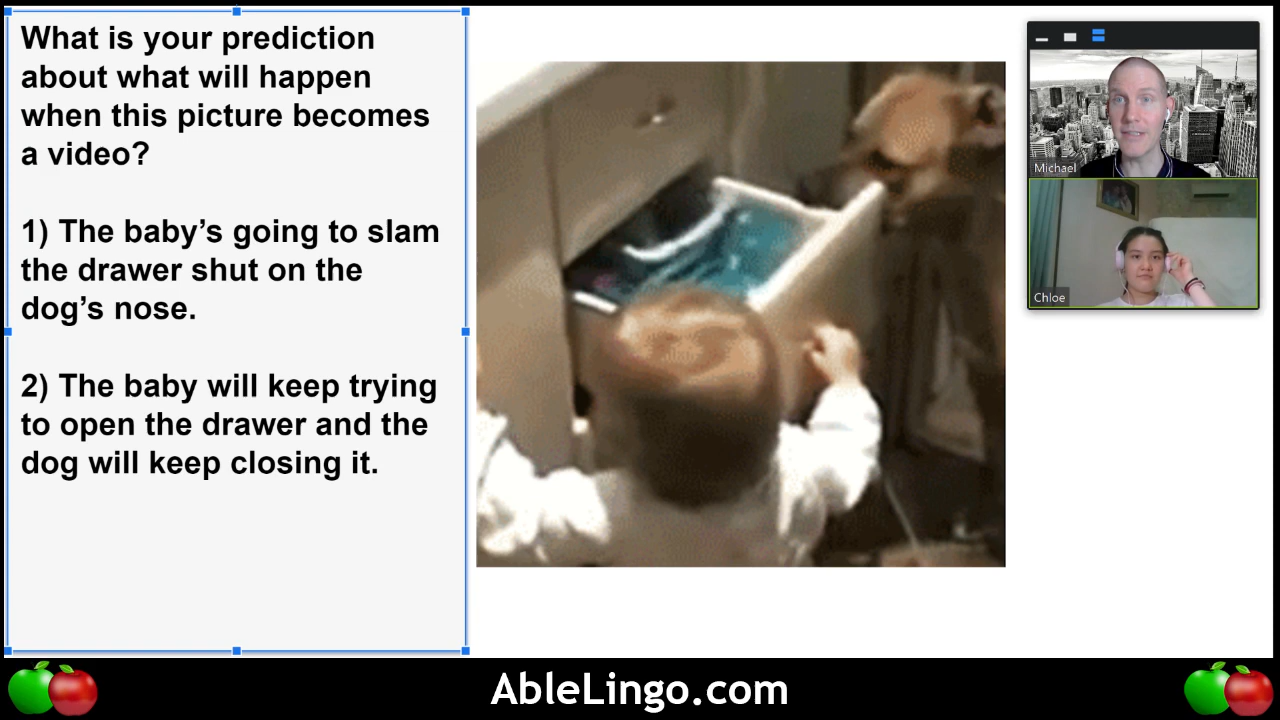 What is your prediction
about what will happen
when this picture becomes
a video?
1) The baby’s going to slam
the drawer shut on the
dog’s nose.
2) The baby will keep trying
to open the drawer and the
dog will keep closing it.
Michael
Chloe
AbleLingo.com